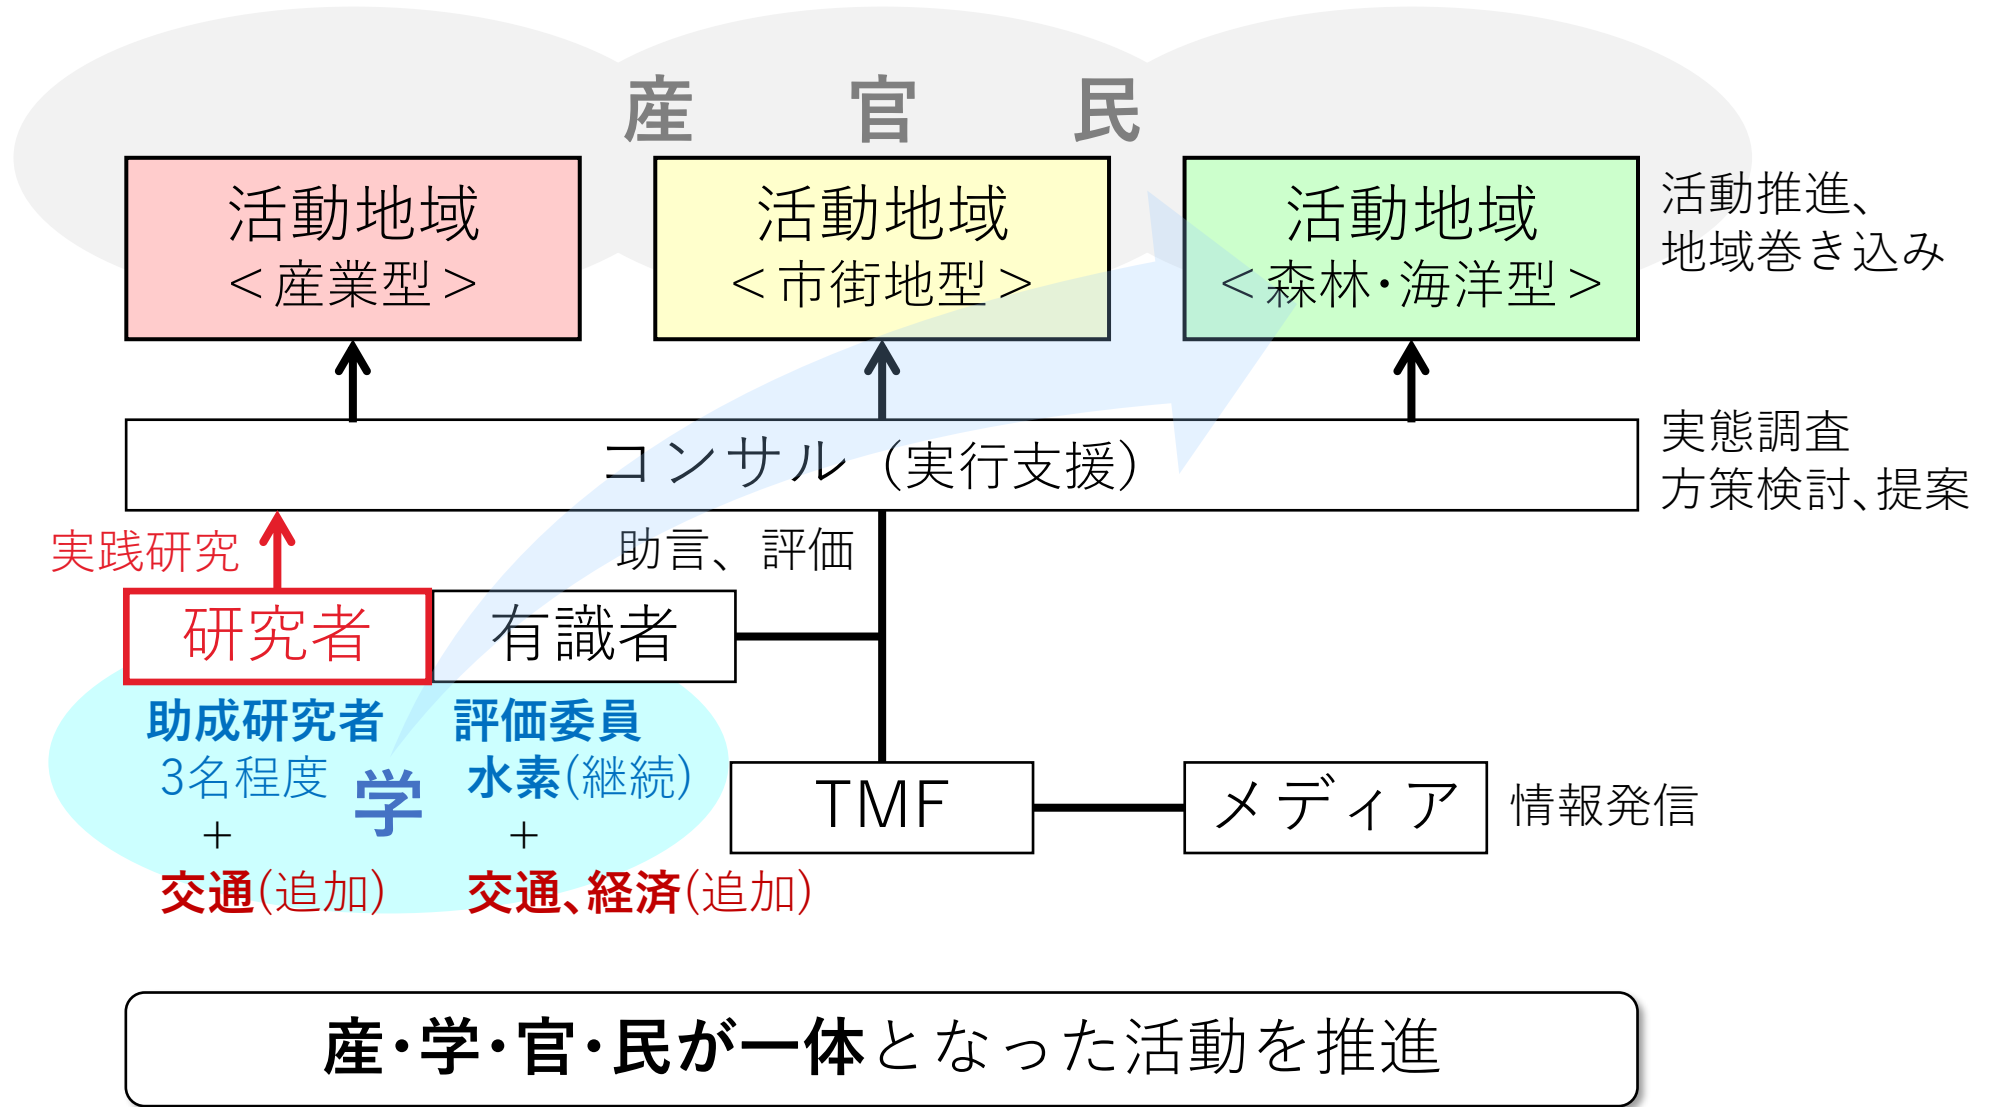 産 官 民
活動地域
＜産業型＞
活動地域
＜市街地型＞
活動地域
＜森林・海洋型＞
活動推進、
地域巻き込み
コンサル（実行支援）
実態調査
方策検討、提案
実践研究
助言、評価
研究者
有識者
助成研究者
3名程度
+
交通(追加)
学
評価委員
水素(継続)
+
交通、経済(追加)
TMF
メディア
情報発信
産・学・官・民が一体となった活動を推進